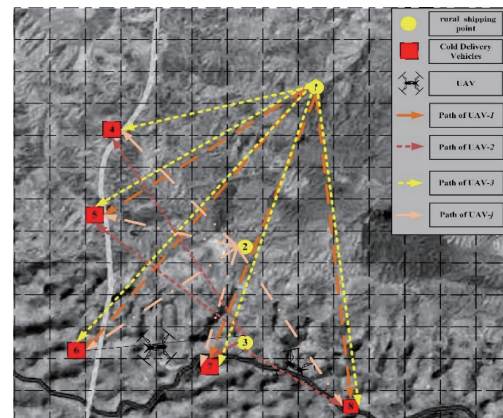 rural shipping
point
Cold Delivery
Vehicles
UAV
Path of UAV-1
Path of UAV-2
Path of UAV-3
Path of UAV-j
1
4
5
2
3
6
7
8